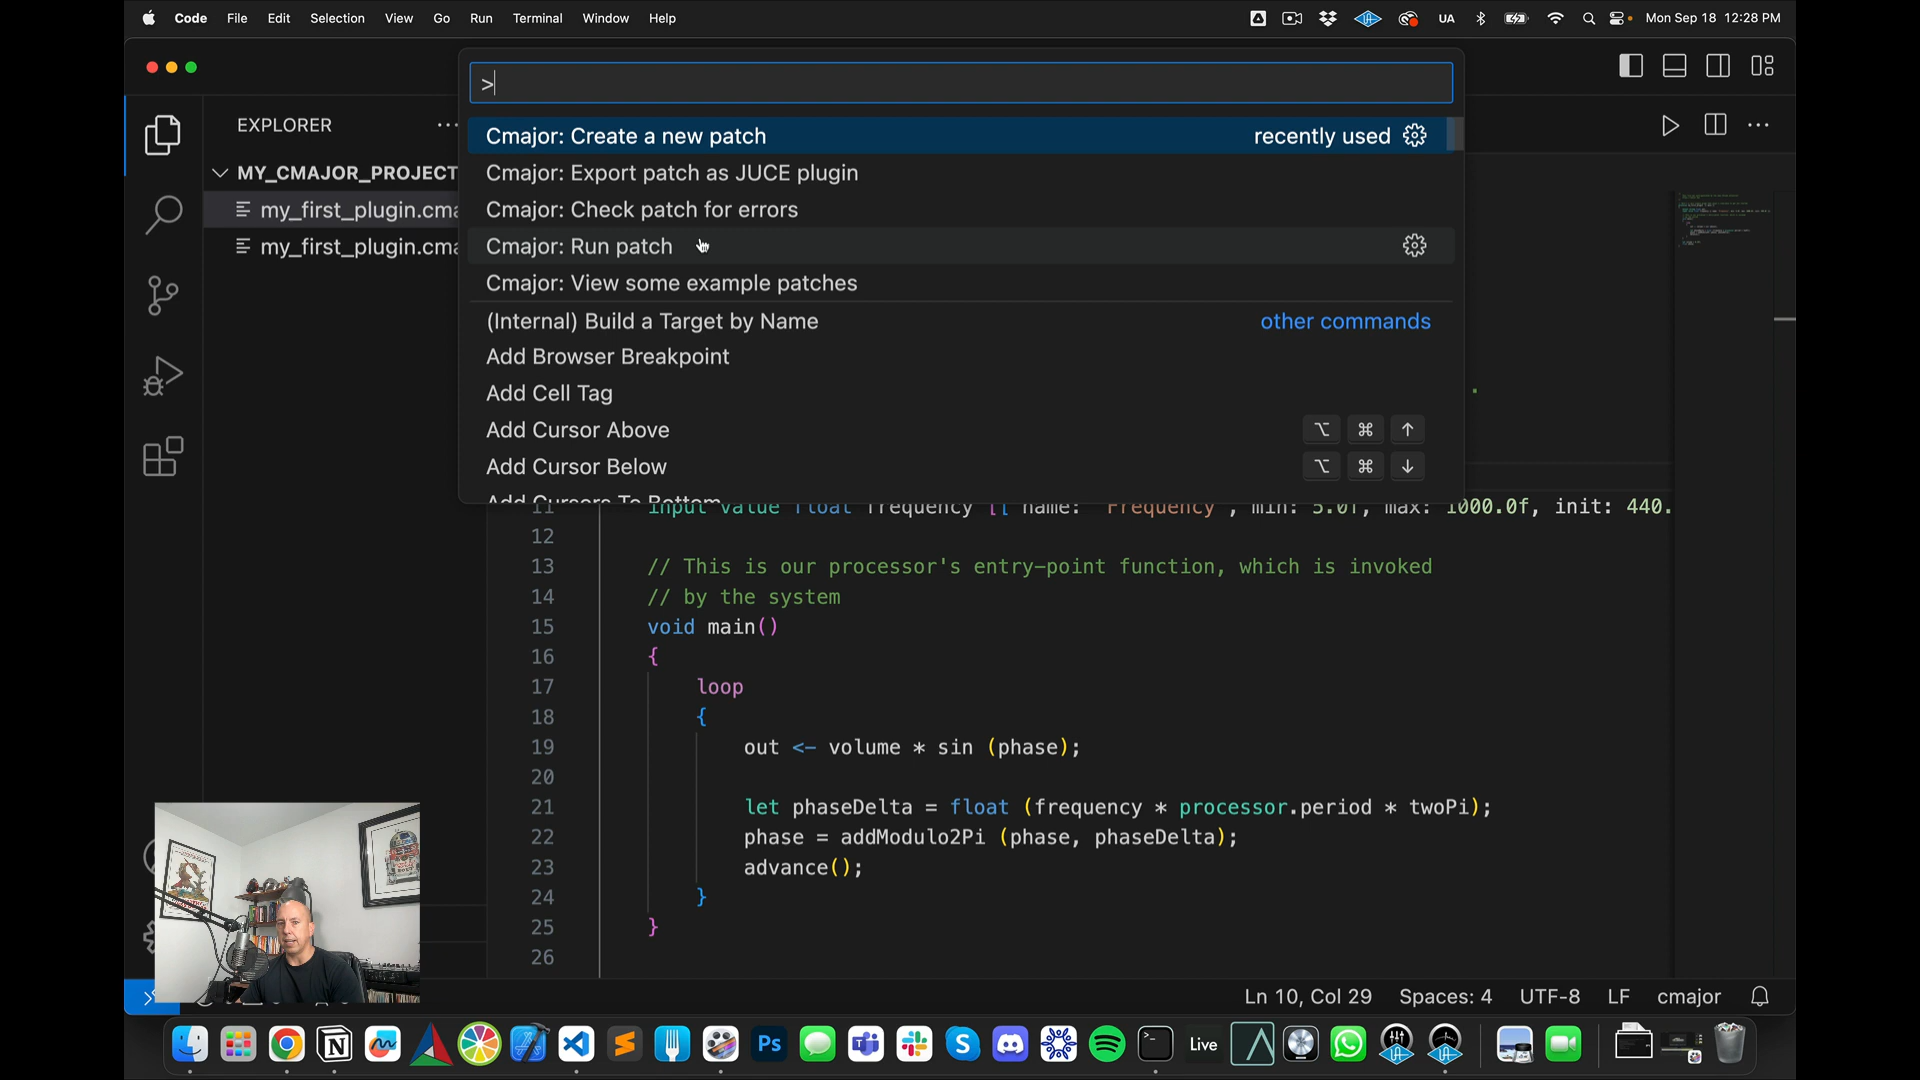 Code File Edit Selection View Go Run Terminal Window Help UA Mon Sep 18 12:28 PM
>
EXPLORER
MY_CMAJOR_PROJECT
my_first_plugin.cma
my_first_plugin.cma
Cmajor: Create a new patch recently used
Cmajor: Export patch as JUCE plugin
Cmajor: Check patch for errors
Cmajor: Run patch
Cmajor: View some example patches
(Internal) Build a Target by Name other commands
Add Browser Breakpoint
Add Cell Tag
Add Cursor Above ⌥ ⌘ ↑
Add Cursor Below ⌥ ⌘ ↓
Add Cursors To Bottom
11 input value float frequency [[ name: "Frequency", min: 5.0f, max: 1000.0f, init: 440.
12
13 // This is our processor's entry-point function, which is invoked
14 // by the system
15 void main()
16 {
17 loop
18 {
19 out <- volume * sin (phase);
20
21 let phaseDelta = float (frequency * processor.period * twoPi);
22 phase = addModulo2Pi (phase, phaseDelta);
23 advance();
24 }
25 }
26
Ln 10, Col 29 Spaces: 4 UTF-8 LF cmajor
Ps Live